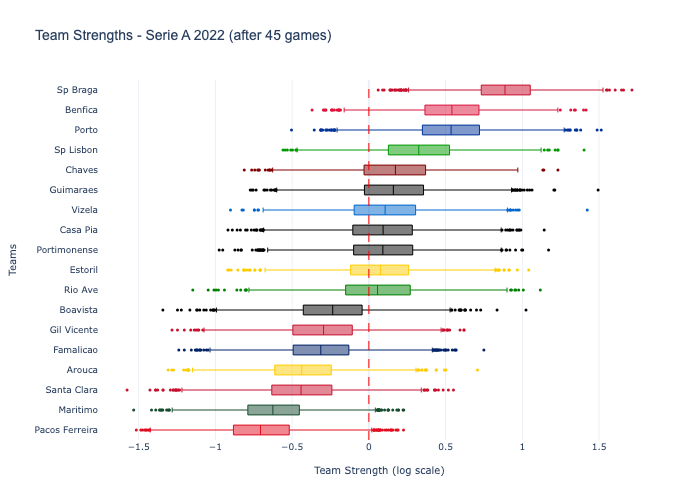 Team Strengths - Serie A 2022 (after 45 games)
Sp Braga
Benfica
Porto
Sp Lisbon
Chaves
Guimaraes
Vizela
Casa Pia
Portimonense
Estoril
Rio Ave
Boavista
Gil Vicente
Famalicao
Arouca
Santa Clara
Maritimo
Pacos Ferreira
Teams
−1.5 −1 −0.5 0 0.5 1 1.5
Team Strength (log scale)